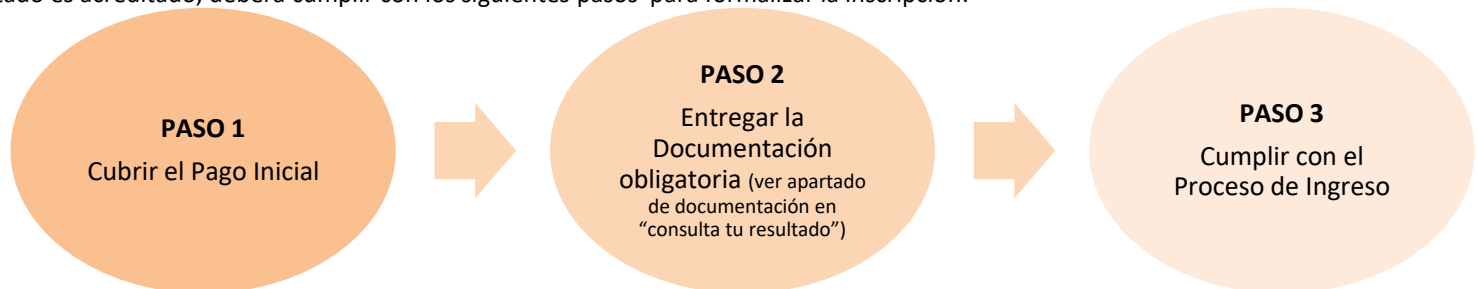 es acreditado, deberá cumplir con los siguientes pasos para formalizar la inscripción:
PASO 1
Cubrir el Pago Inicial
PASO 2
Entregar la
Documentación
obligatoria (ver apartado
de documentación en
“consulta tu resultado”)
PASO 3
Cumplir con el
Proceso de Ingreso